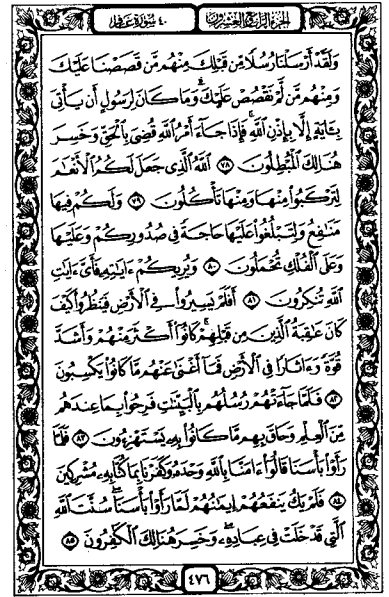 الجزء الرابع والعشرون ٤٠ سورة غافر
وَلَقَدْ أَرْسَلْنَا رُسُلًا مِّن قَبْلِكَ مِنْهُم مَّن قَصَصْنَا عَلَيْكَ
وَمِنْهُم مَّن لَّمْ نَقْصُصْ عَلَيْكَ ۗ وَمَا كَانَ لِرَسُولٍ أَن يَأْتِىَ
بِـَٔايَةٍ إِلَّا بِإِذْنِ ٱللَّهِ ۚ فَإِذَا جَآءَ أَمْرُ ٱللَّهِ قُضِىَ بِٱلْحَقِّ وَخَسِرَ
هُنَالِكَ ٱلْمُبْطِلُونَ ٧٨ ٱللَّهُ ٱلَّذِى جَعَلَ لَكُمُ ٱلْأَنْعَٰمَ
لِتَرْكَبُوا۟ مِنْهَا وَمِنْهَا تَأْكُلُونَ ٧٩ وَلَكُمْ فِيهَا
مَنَٰفِعُ وَلِتَبْلُغُوا۟ عَلَيْهَا حَاجَةً فِى صُدُورِكُمْ وَعَلَيْهَا
وَعَلَى ٱلْفُلْكِ تُحْمَلُونَ ٨٠ وَيُرِيكُمْ ءَايَٰتِهِۦ فَأَىَّ ءَايَٰتِ
ٱللَّهِ تُنكِرُونَ ٨١ أَفَلَمْ يَسِيرُوا۟ فِى ٱلْأَرْضِ فَيَنظُرُوا۟ كَيْفَ
كَانَ عَٰقِبَةُ ٱلَّذِينَ مِن قَبْلِهِمْ ۚ كَانُوٓا۟ أَكْثَرَ مِنْهُمْ وَأَشَدَّ
قُوَّةً وَءَاثَارًا فِى ٱلْأَرْضِ فَمَآ أَغْنَىٰ عَنْهُم مَّا كَانُوا۟ يَكْسِبُونَ
٨٢ فَلَمَّا جَآءَتْهُمْ رُسُلُهُم بِٱلْبَيِّنَٰتِ فَرِحُوا۟ بِمَا عِندَهُم
مِّنَ ٱلْعِلْمِ وَحَاقَ بِهِم مَّا كَانُوا۟ بِهِۦ يَسْتَهْزِءُونَ ٨٣ فَلَمَّا
رَأَوْا۟ بَأْسَنَا قَالُوٓا۟ ءَامَنَّا بِٱللَّهِ وَحْدَهُۥ وَكَفَرْنَا بِمَا كُنَّا بِهِۦ مُشْرِكِينَ
٨٤ فَلَمْ يَكُ يَنفَعُهُمْ إِيمَٰنُهُمْ لَمَّا رَأَوْا۟ بَأْسَنَا ۖ سُنَّتَ ٱللَّهِ
ٱلَّتِى قَدْ خَلَتْ فِى عِبَادِهِۦ ۖ وَخَسِرَ هُنَالِكَ ٱلْكَٰفِرُونَ ٨٥
٤٧٦